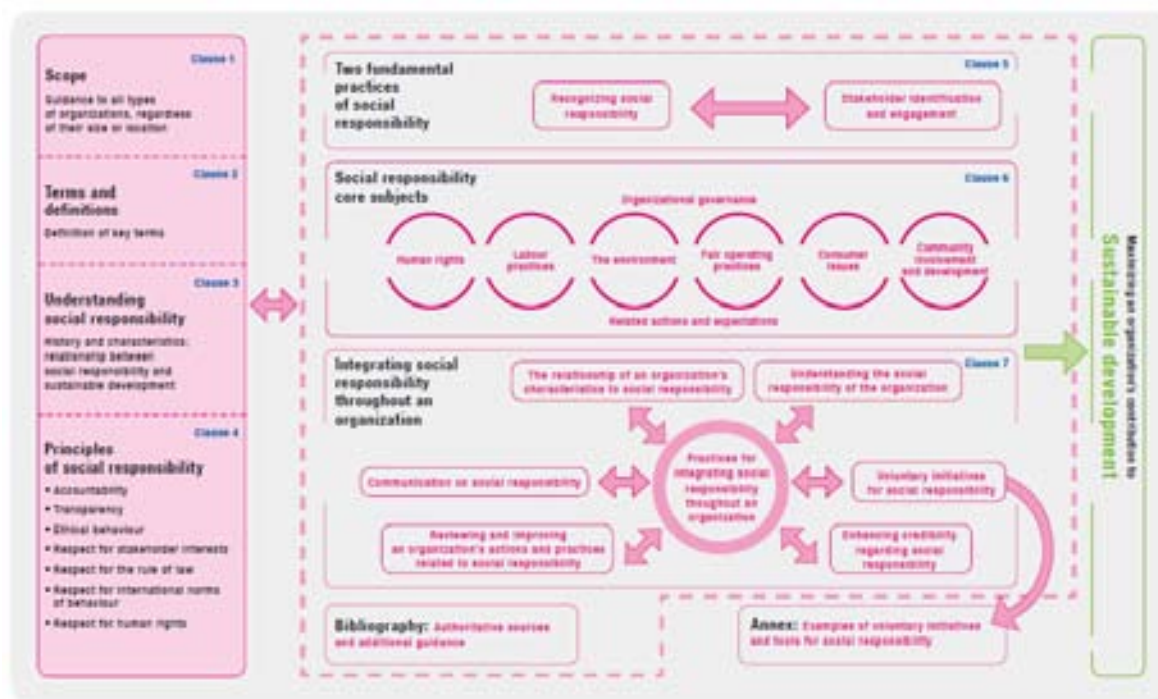 Clause 1
Scope
Guidance to all types
of organizations, regardless
of their size or location
Clause 2
Terms and
definitions
Definition of key terms
Clause 3
Understanding
social responsibility
History and characteristics;
relationship between
social responsibility and
sustainable development
Clause 4
Principles
of social responsibility
• Accountability
• Transparency
• Ethical behaviour
• Respect for stakeholder interests
• Respect for the rule of law
• Respect for international norms
of behaviour
• Respect for human rights
Clause 5
Two fundamental
practices
of social
responsibility
Recognizing social
responsibility
Stakeholder identification
and engagement
Clause 6
Social responsibility
core subjects
Organizational governance
Human rights
Labour
practices
The environment
Fair operating
practices
Consumer
issues
Community
involvement
and development
Related actions and expectations
Clause 7
Integrating social
responsibility
throughout an
organization
The relationship of an organization's
characteristics to social responsibility
Understanding the social
responsibility of the organization
Practices for
integrating social
responsibility
throughout an
organization
Communication on social responsibility
Voluntary initiatives
for social responsibility
Reviewing and improving
an organization's actions and practices
related to social responsibility
Enhancing credibility
regarding social
responsibility
Bibliography: Authoritative sources
and additional guidance
Annex: Examples of voluntary initiatives
and tools for social responsibility
Maximizing an organization's contribution to
Sustainable development